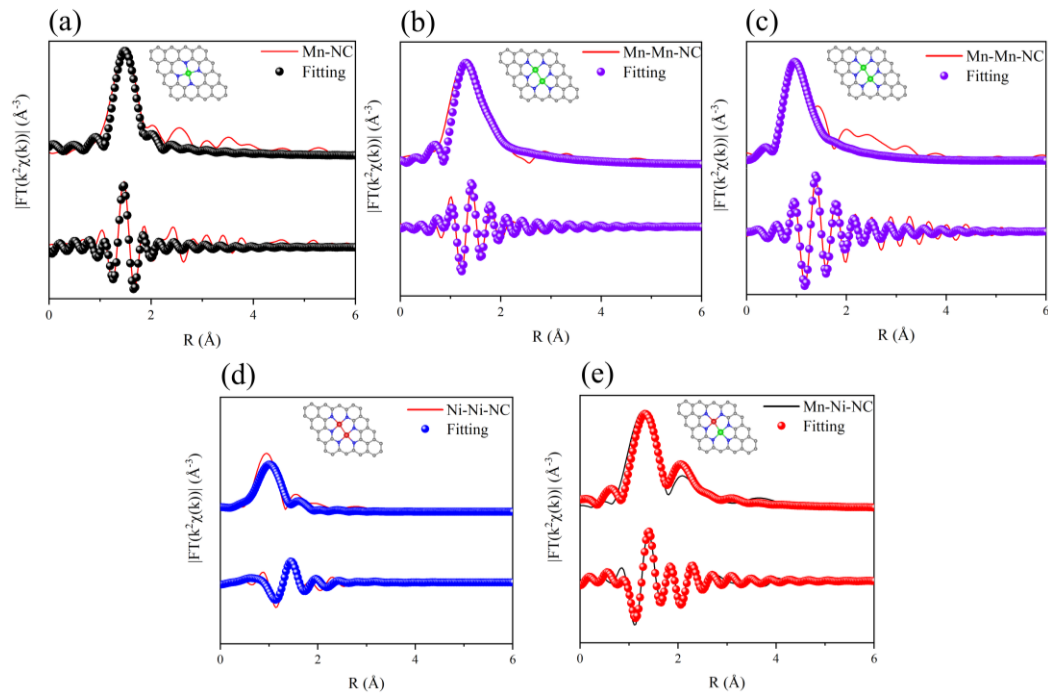 (a)
Mn-NC
Fitting
|FT(k²χ(k))| (Å⁻³)
0 2 4 6
R (Å)
(b)
Mn-Mn-NC
Fitting
|FT(k²χ(k))| (Å⁻³)
0 2 4 6
R (Å)
(c)
Mn-Mn-NC
Fitting
|FT(k²χ(k))| (Å⁻³)
0 2 4 6
R (Å)
(d)
Ni-Ni-NC
Fitting
|FT(k²χ(k))| (Å⁻³)
0 2 4 6
R (Å)
(e)
Mn-Ni-NC
Fitting
|FT(k²χ(k))| (Å⁻³)
0 2 4 6
R (Å)